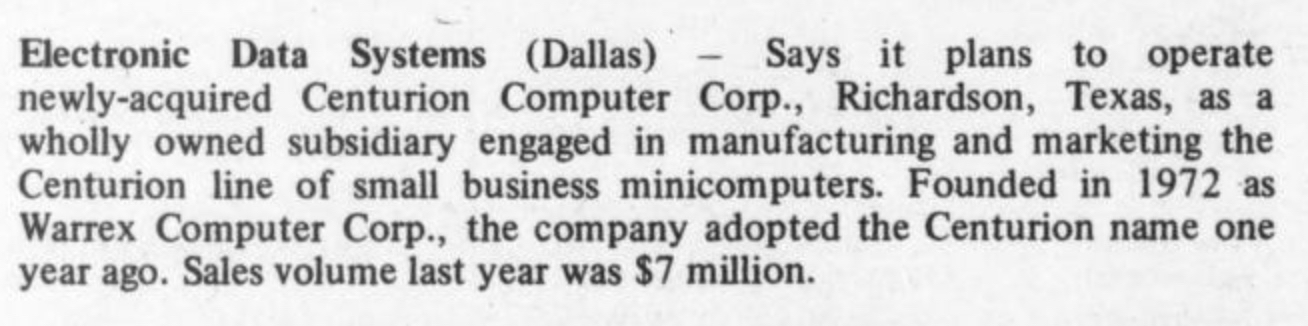 Electronic Data Systems (Dallas) – Says it plans to operate
newly-acquired Centurion Computer Corp., Richardson, Texas, as a
wholly owned subsidiary engaged in manufacturing and marketing the
Centurion line of small business minicomputers. Founded in 1972 as
Warrex Computer Corp., the company adopted the Centurion name one
year ago. Sales volume last year was $7 million.